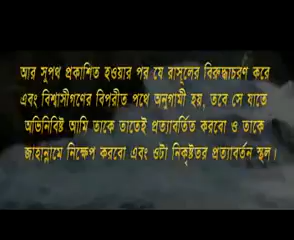 আর সুপথ প্রকাশিত হওয়ার পর যে রাসূলের বিরুদ্ধাচরণ করে
এবং বিশ্বাসীগণের বিপরীত পথে অনুগামী হয়, তবে সে যাতে
অভিনিবিষ্ট আমি তাকে তাতেই প্রত্যাবর্তিত করবো ও তাকে
জাহান্নামে নিক্ষেপ করবো এবং ওটা নিকৃষ্টতর প্রত্যাবর্তন স্থল।